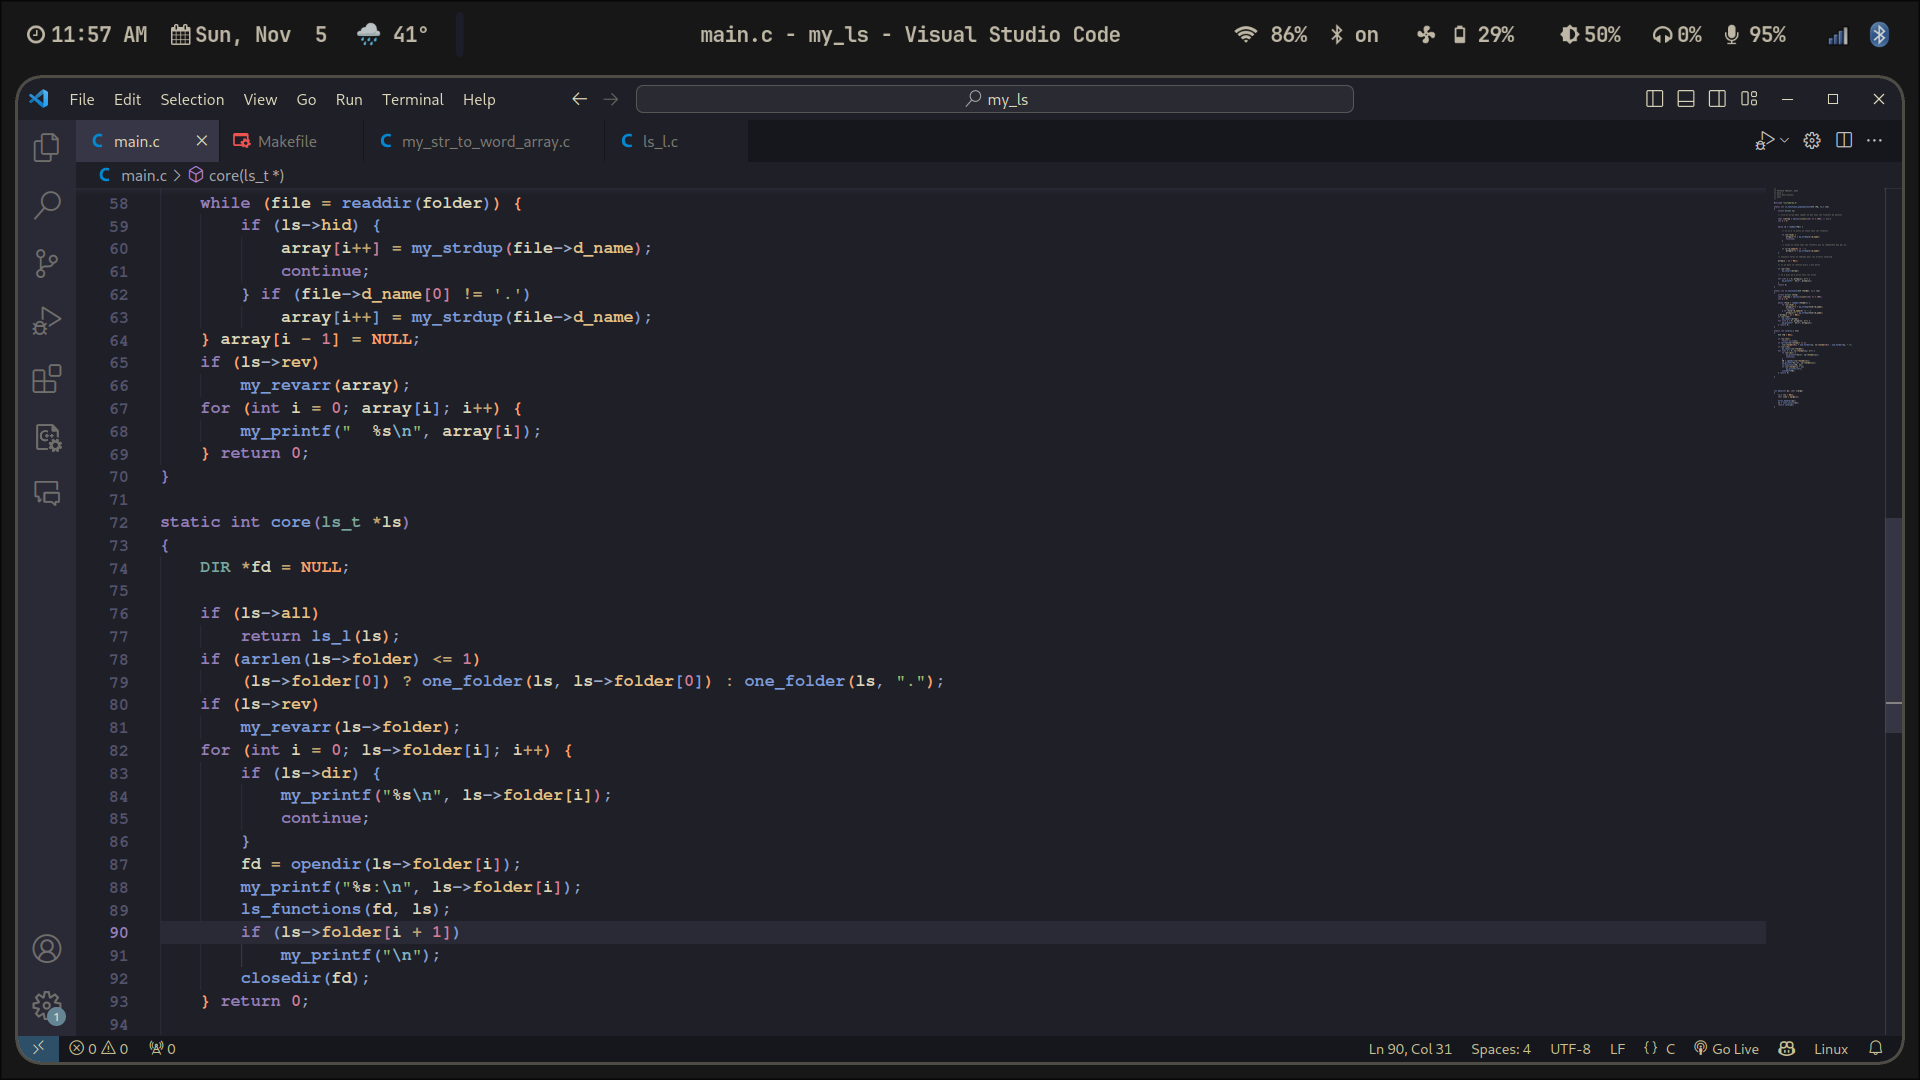 11:57 AM Sun, Nov 5 41° main.c - my_ls - Visual Studio Code 86% on 29% 50% 0% 95%
File Edit Selection View Go Run Terminal Help my_ls
main.c Makefile my_str_to_word_array.c ls_l.c
main.c > core(ls_t *)
58 while (file = readdir(folder)) {
59 if (ls->hid) {
60 array[i++] = my_strdup(file->d_name);
61 continue;
62 } if (file->d_name[0] != '.')
63 array[i++] = my_strdup(file->d_name);
64 } array[i - 1] = NULL;
65 if (ls->rev)
66 my_revarr(array);
67 for (int i = 0; array[i]; i++) {
68 my_printf("  %s\n", array[i]);
69 } return 0;
70 }
71
72 static int core(ls_t *ls)
73 {
74 DIR *fd = NULL;
75
76 if (ls->all)
77 return ls_l(ls);
78 if (arrlen(ls->folder) <= 1)
79 (ls->folder[0]) ? one_folder(ls, ls->folder[0]) : one_folder(ls, ".");
80 if (ls->rev)
81 my_revarr(ls->folder);
82 for (int i = 0; ls->folder[i]; i++) {
83 if (ls->dir) {
84 my_printf("%s\n", ls->folder[i]);
85 continue;
86 }
87 fd = opendir(ls->folder[i]);
88 my_printf("%s:\n", ls->folder[i]);
89 ls_functions(fd, ls);
90 if (ls->folder[i + 1])
91 my_printf("\n");
92 closedir(fd);
93 } return 0;
94
1
0 0 0 Ln 90, Col 31 Spaces: 4 UTF-8 LF {} C Go Live Linux